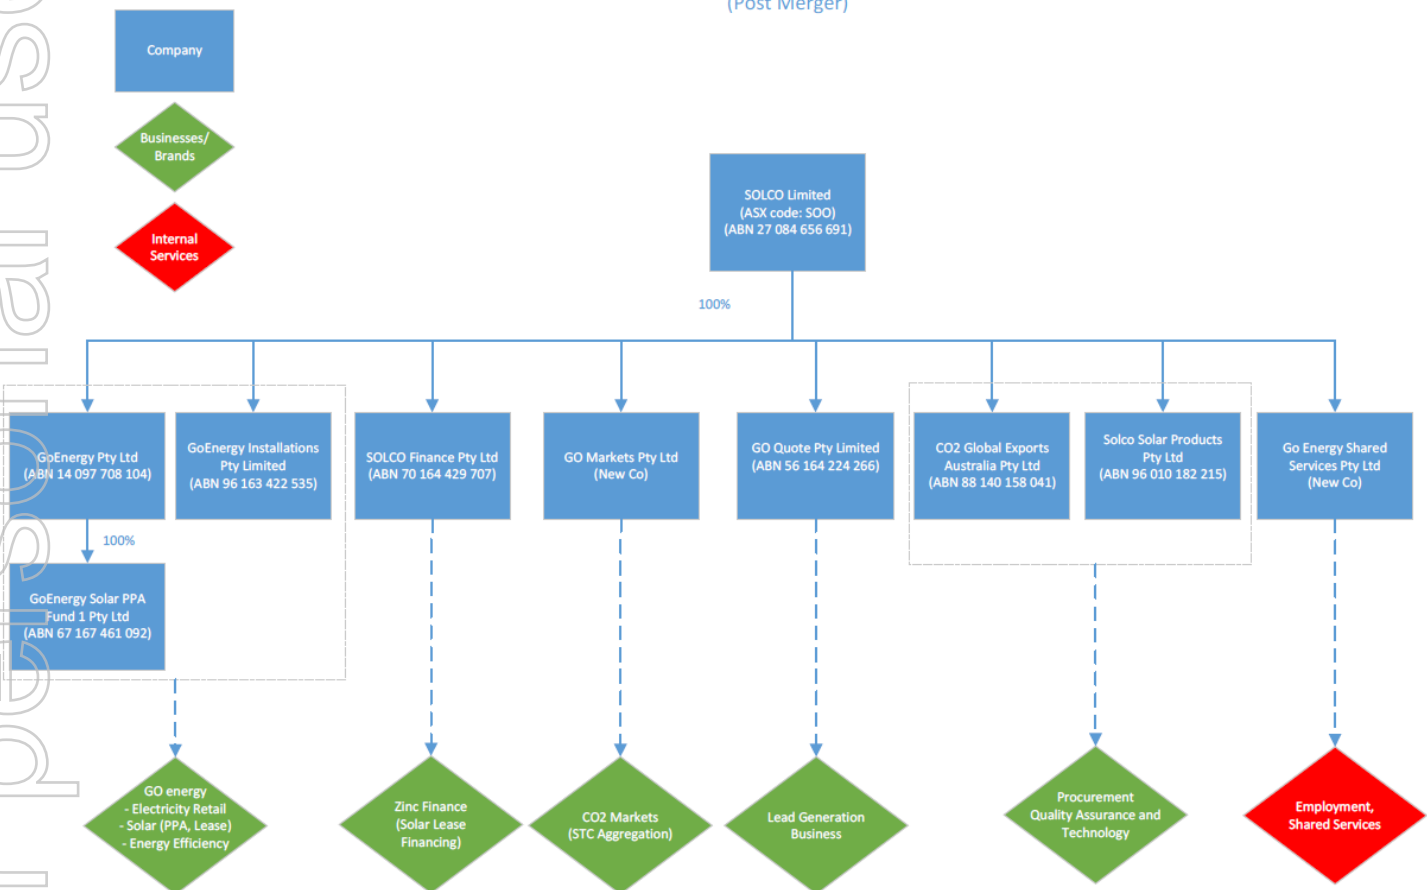 (Post Merger)
Company
Businesses/
Brands
Internal
Services
SOLCO Limited
(ASX code: SOO)
(ABN 27 084 656 691)
100%
GoEnergy Pty Ltd
(ABN 14 097 708 104)
GoEnergy Installations
Pty Limited
(ABN 96 163 422 535)
SOLCO Finance Pty Ltd
(ABN 70 164 429 707)
GO Markets Pty Ltd
(New Co)
GO Quote Pty Limited
(ABN 56 164 224 266)
CO2 Global Exports
Australia Pty Ltd
(ABN 88 140 158 041)
Solco Solar Products
Pty Ltd
(ABN 96 010 182 215)
Go Energy Shared
Services Pty Ltd
(New Co)
100%
GoEnergy Solar PPA
Fund 1 Pty Ltd
(ABN 67 167 461 092)
GO energy
- Electricity Retail
- Solar (PPA, Lease)
- Energy Efficiency
Zinc Finance
(Solar Lease
Financing)
CO2 Markets
(STC Aggregation)
Lead Generation
Business
Procurement
Quality Assurance and
Technology
Employment,
Shared Services
personal use